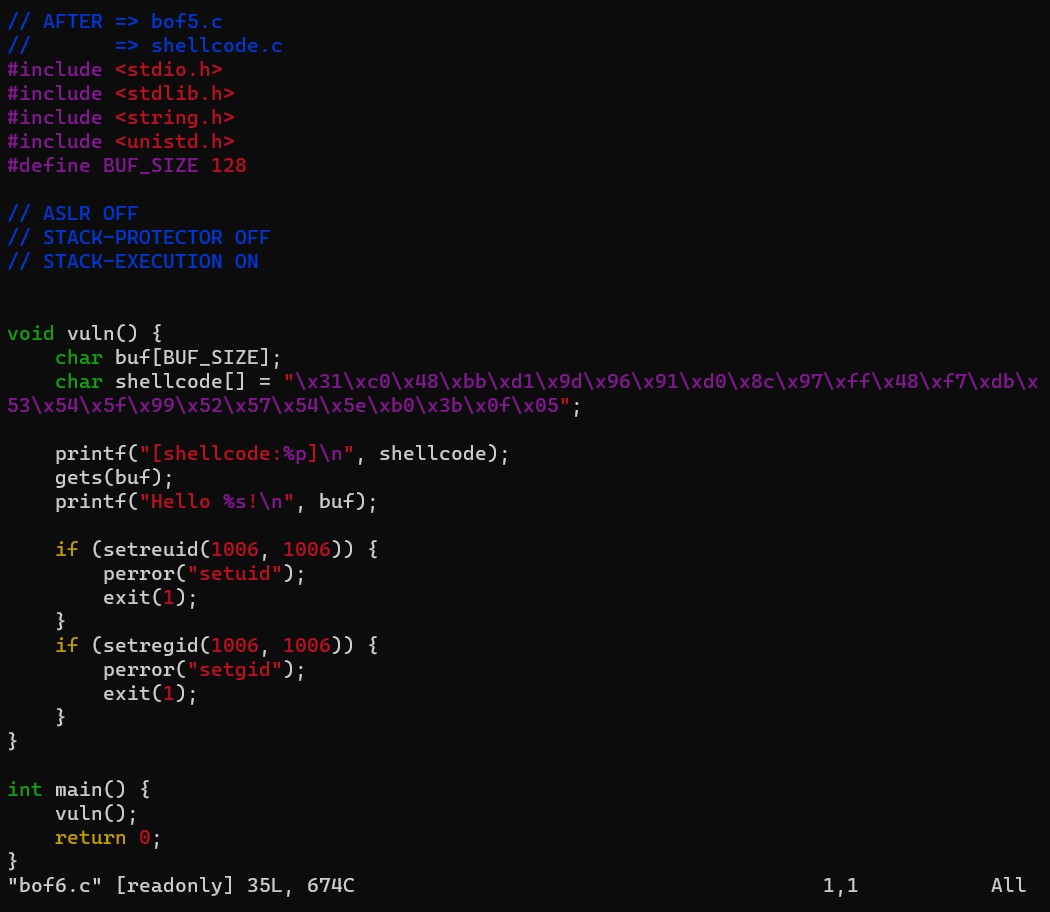 // AFTER => bof5.c
//       => shellcode.c
#include <stdio.h>
#include <stdlib.h>
#include <string.h>
#include <unistd.h>
#define BUF_SIZE 128
// ASLR OFF
// STACK-PROTECTOR OFF
// STACK-EXECUTION ON
void vuln() {
    char buf[BUF_SIZE];
    char shellcode[] = "\x31\xc0\x48\xbb\xd1\x9d\x96\x91\xd0\x8c\x97\xff\x48\xf7\xdb\x
53\x54\x5f\x99\x52\x57\x54\x5e\xb0\x3b\x0f\x05";
    printf("[shellcode:%p]\n", shellcode);
    gets(buf);
    printf("Hello %s!\n", buf);
    if (setreuid(1006, 1006)) {
        perror("setuid");
        exit(1);
    }
    if (setregid(1006, 1006)) {
        perror("setgid");
        exit(1);
    }
}
int main() {
    vuln();
    return 0;
}
"bof6.c" [readonly] 35L, 674C                                       1,1           All